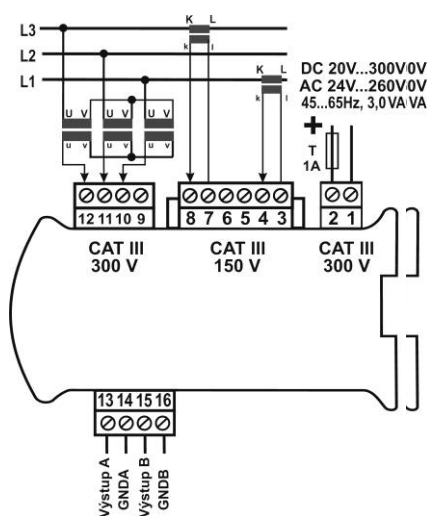 L3
L2
L1
K L
k l
K L
k l
DC 20V...300V0V
AC 24V...260V0V
45...65Hz, 3,0 VA VA
+
T
1A
U V U V U V
u v u v u v
12 11 10 9
8 7 6 5 4 3
2 1
CAT III
300 V
CAT III
150 V
CAT III
300 V
13 14 15 16
Výstup A
GNDA
Výstup B
GNDB